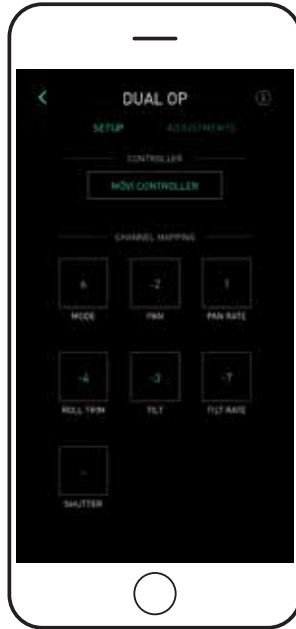 DUAL OP
SETUP ADJUSTMENTS
CONTROLLER
MŌVI CONTROLLER
CHANNEL MAPPING
6 -2 1
MODE PAN PAN RATE
-4 -3 -7
ROLL TRIM TILT TILT RATE
-
SHUTTER